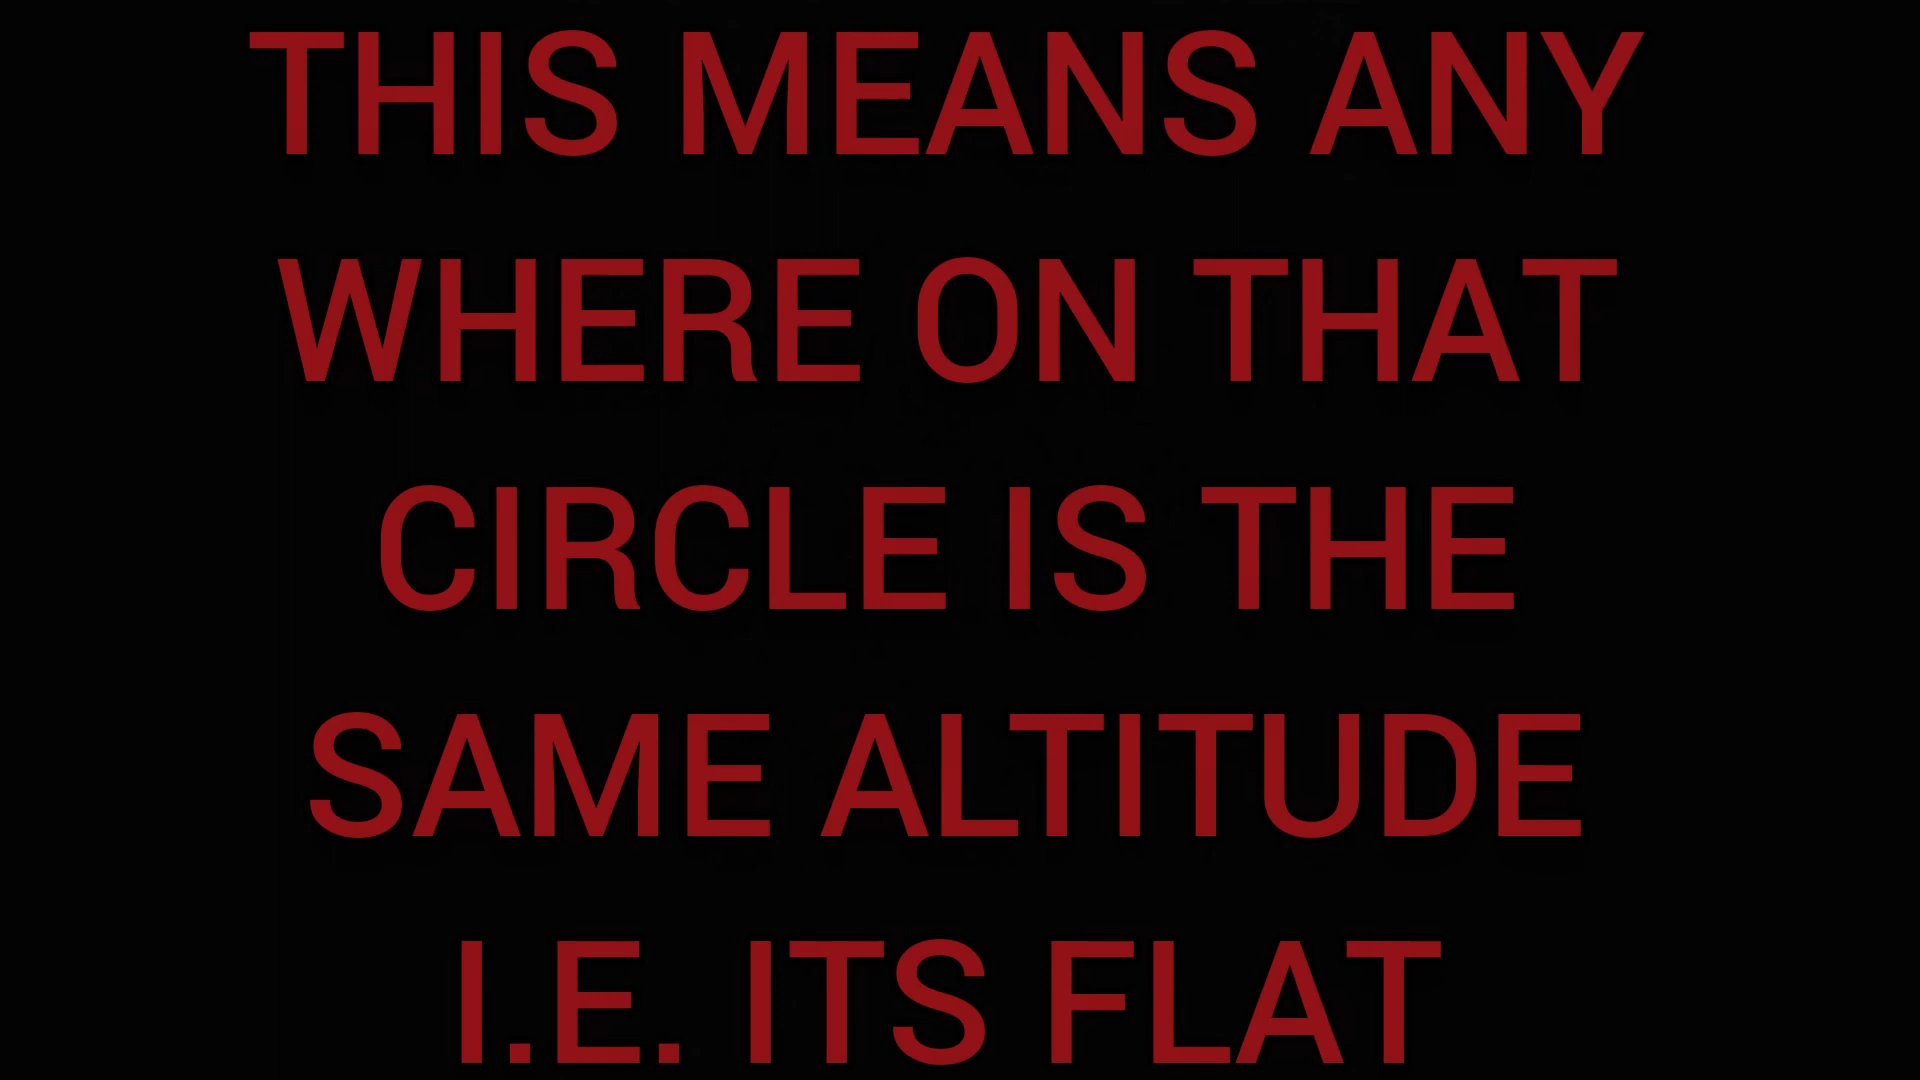 THIS MEANS ANY
WHERE ON THAT
CIRCLE IS THE
SAME ALTITUDE
I.E. ITS FLAT